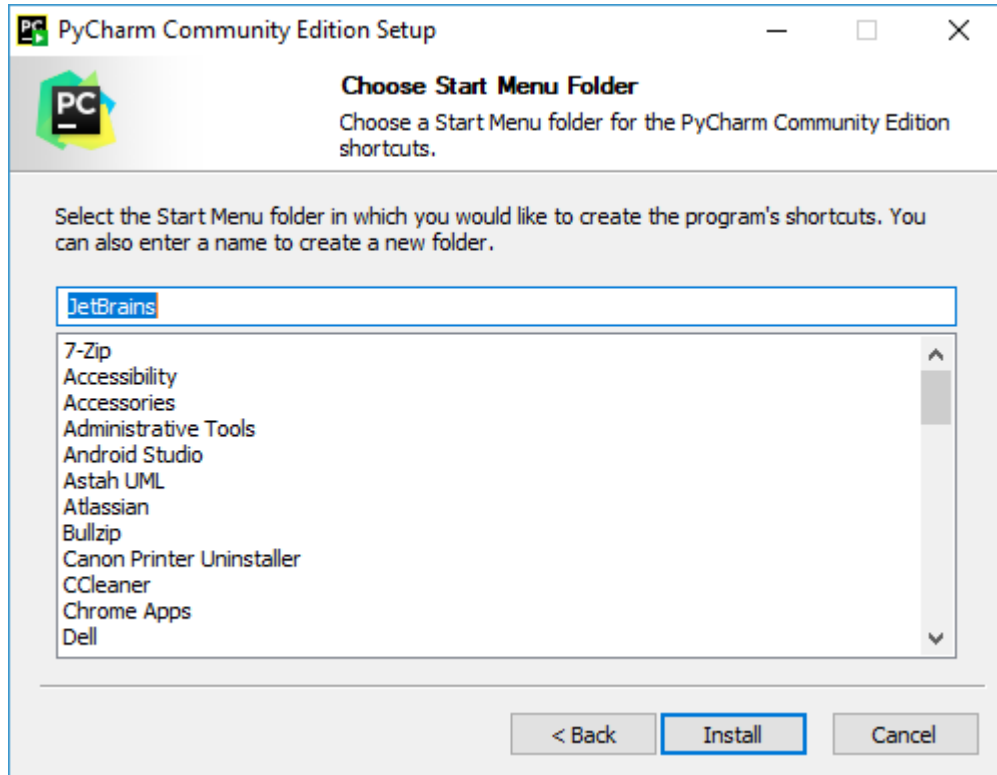 PyCharm Community Edition Setup
PC
Choose Start Menu Folder
Choose a Start Menu folder for the PyCharm Community Edition
shortcuts.
Select the Start Menu folder in which you would like to create the program's shortcuts. You
can also enter a name to create a new folder.
JetBrains
7-Zip
Accessibility
Accessories
Administrative Tools
Android Studio
Astah UML
Atlassian
Bullzip
Canon Printer Uninstaller
CCleaner
Chrome Apps
Dell
< Back
Install
Cancel